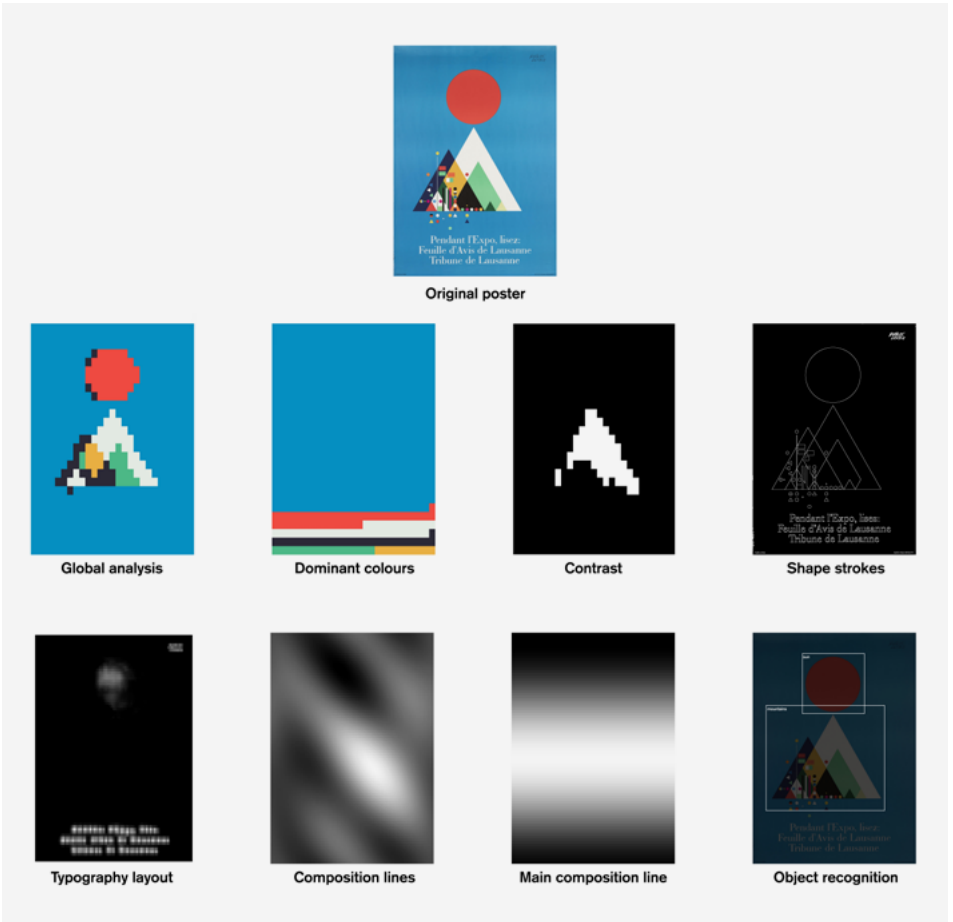 Pendant l'Expo, lisez:
Feuille d'Avis de Lausanne
Tribune de Lausanne
Original poster
Global analysis
Dominant colours
Contrast
Pendant l'Expo, lisez:
Feuille d'Avis de Lausanne
Tribune de Lausanne
Shape strokes
Typography layout
Composition lines
Main composition line
Pendant l'Expo, lisez:
Feuille d'Avis de Lausanne
Tribune de Lausanne
Object recognition